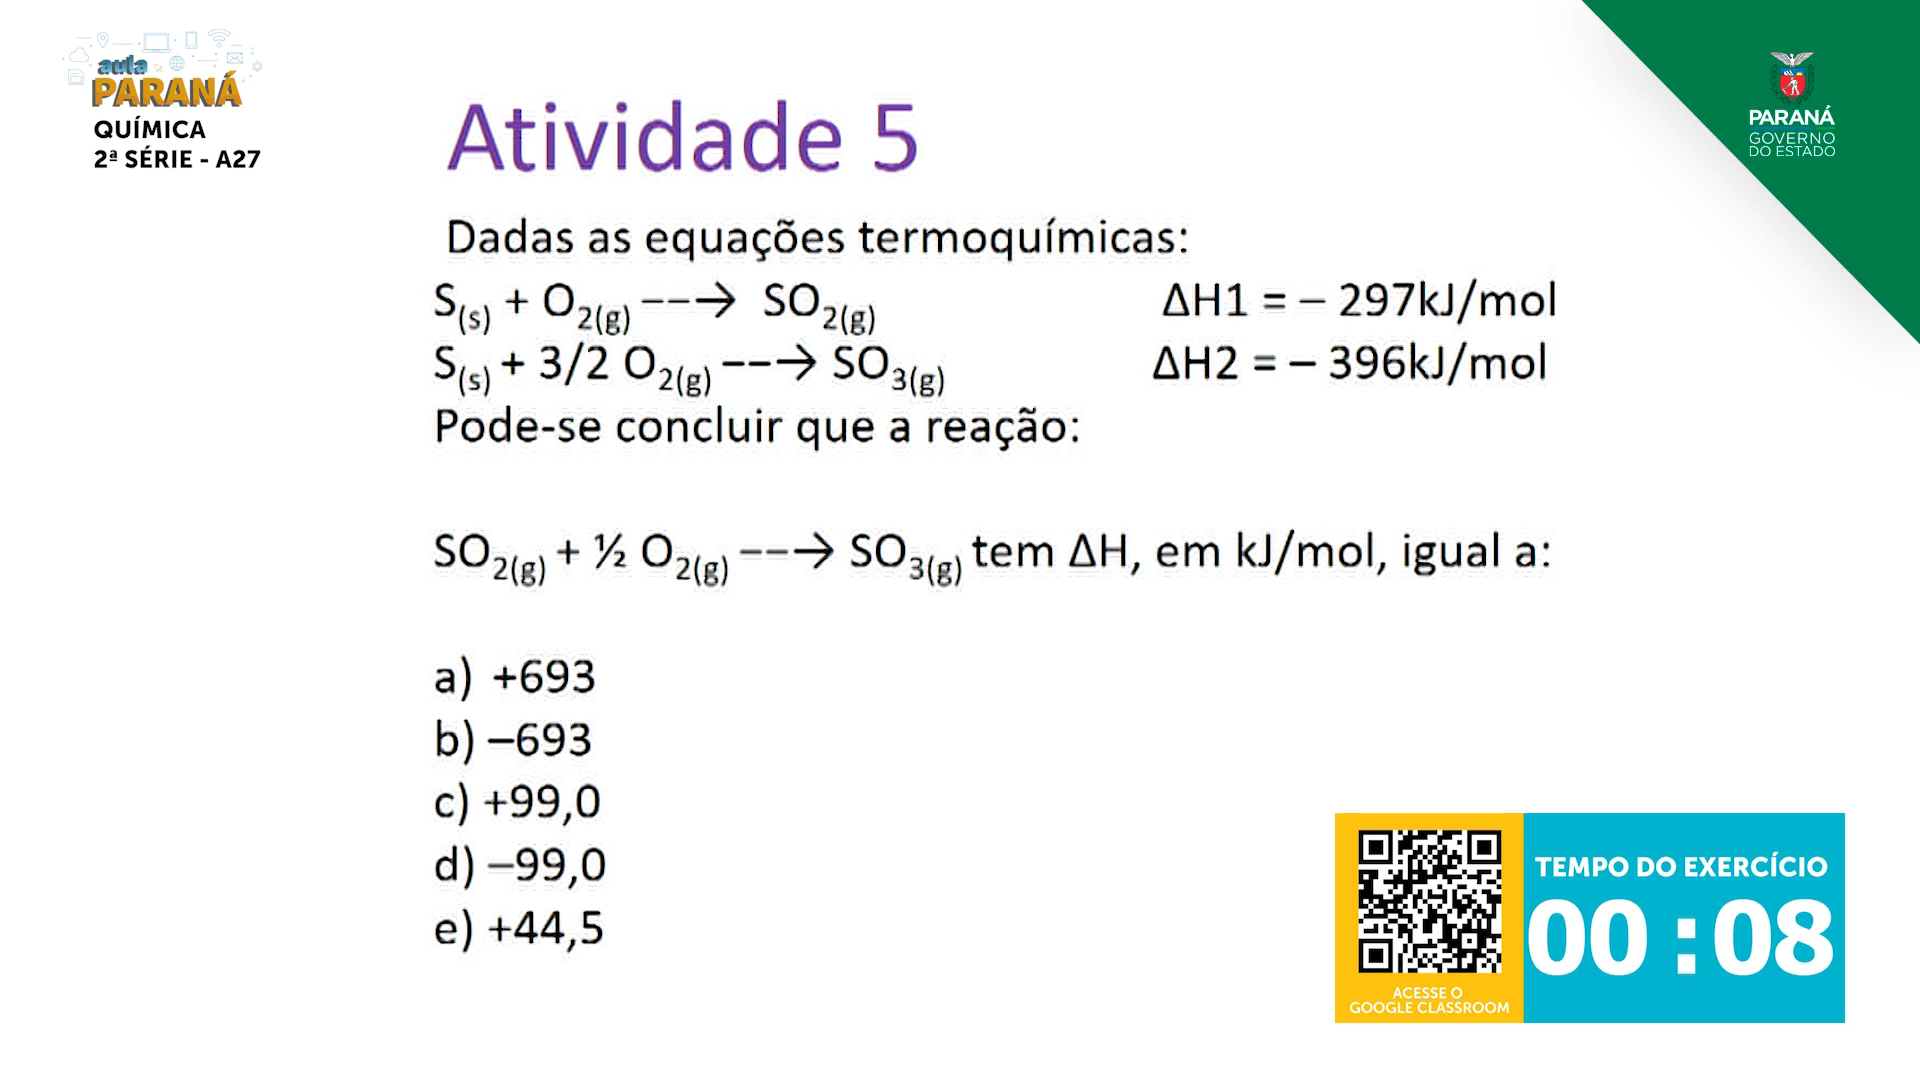 aula
PARANÁ
QUÍMICA
2ª SÉRIE - A27
PARANÁ
GOVERNO
DO ESTADO
Atividade 5
Dadas as equações termoquímicas:
S(s) + O2(g) ––→ SO2(g) ΔH1 = – 297kJ/mol
S(s) + 3/2 O2(g) ––→ SO3(g) ΔH2 = – 396kJ/mol
Pode-se concluir que a reação:
SO2(g) + ½ O2(g) ––→ SO3(g) tem ΔH, em kJ/mol, igual a:
a) +693
b) –693
c) +99,0
d) –99,0
e) +44,5
TEMPO DO EXERCÍCIO
00 : 08
ACESSE O
GOOGLE CLASSROOM